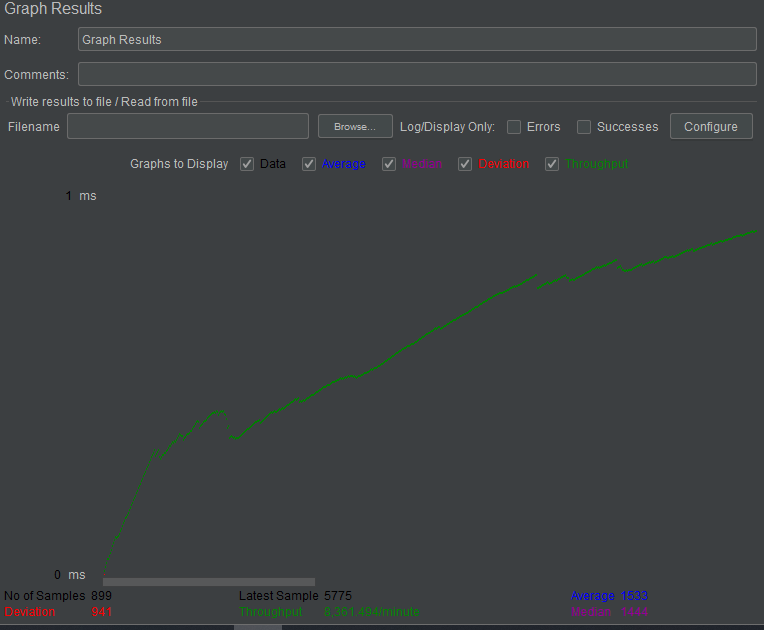 Graph Results
Name: Graph Results
Comments:
Write results to file / Read from file
Filename Browse... Log/Display Only: Errors Successes Configure
Graphs to Display Data Average Median Deviation Throughput
1 ms
0 ms
No of Samples 899 Latest Sample 5775 Average 1533
Deviation 941 Throughput 8,361.494/minute Median